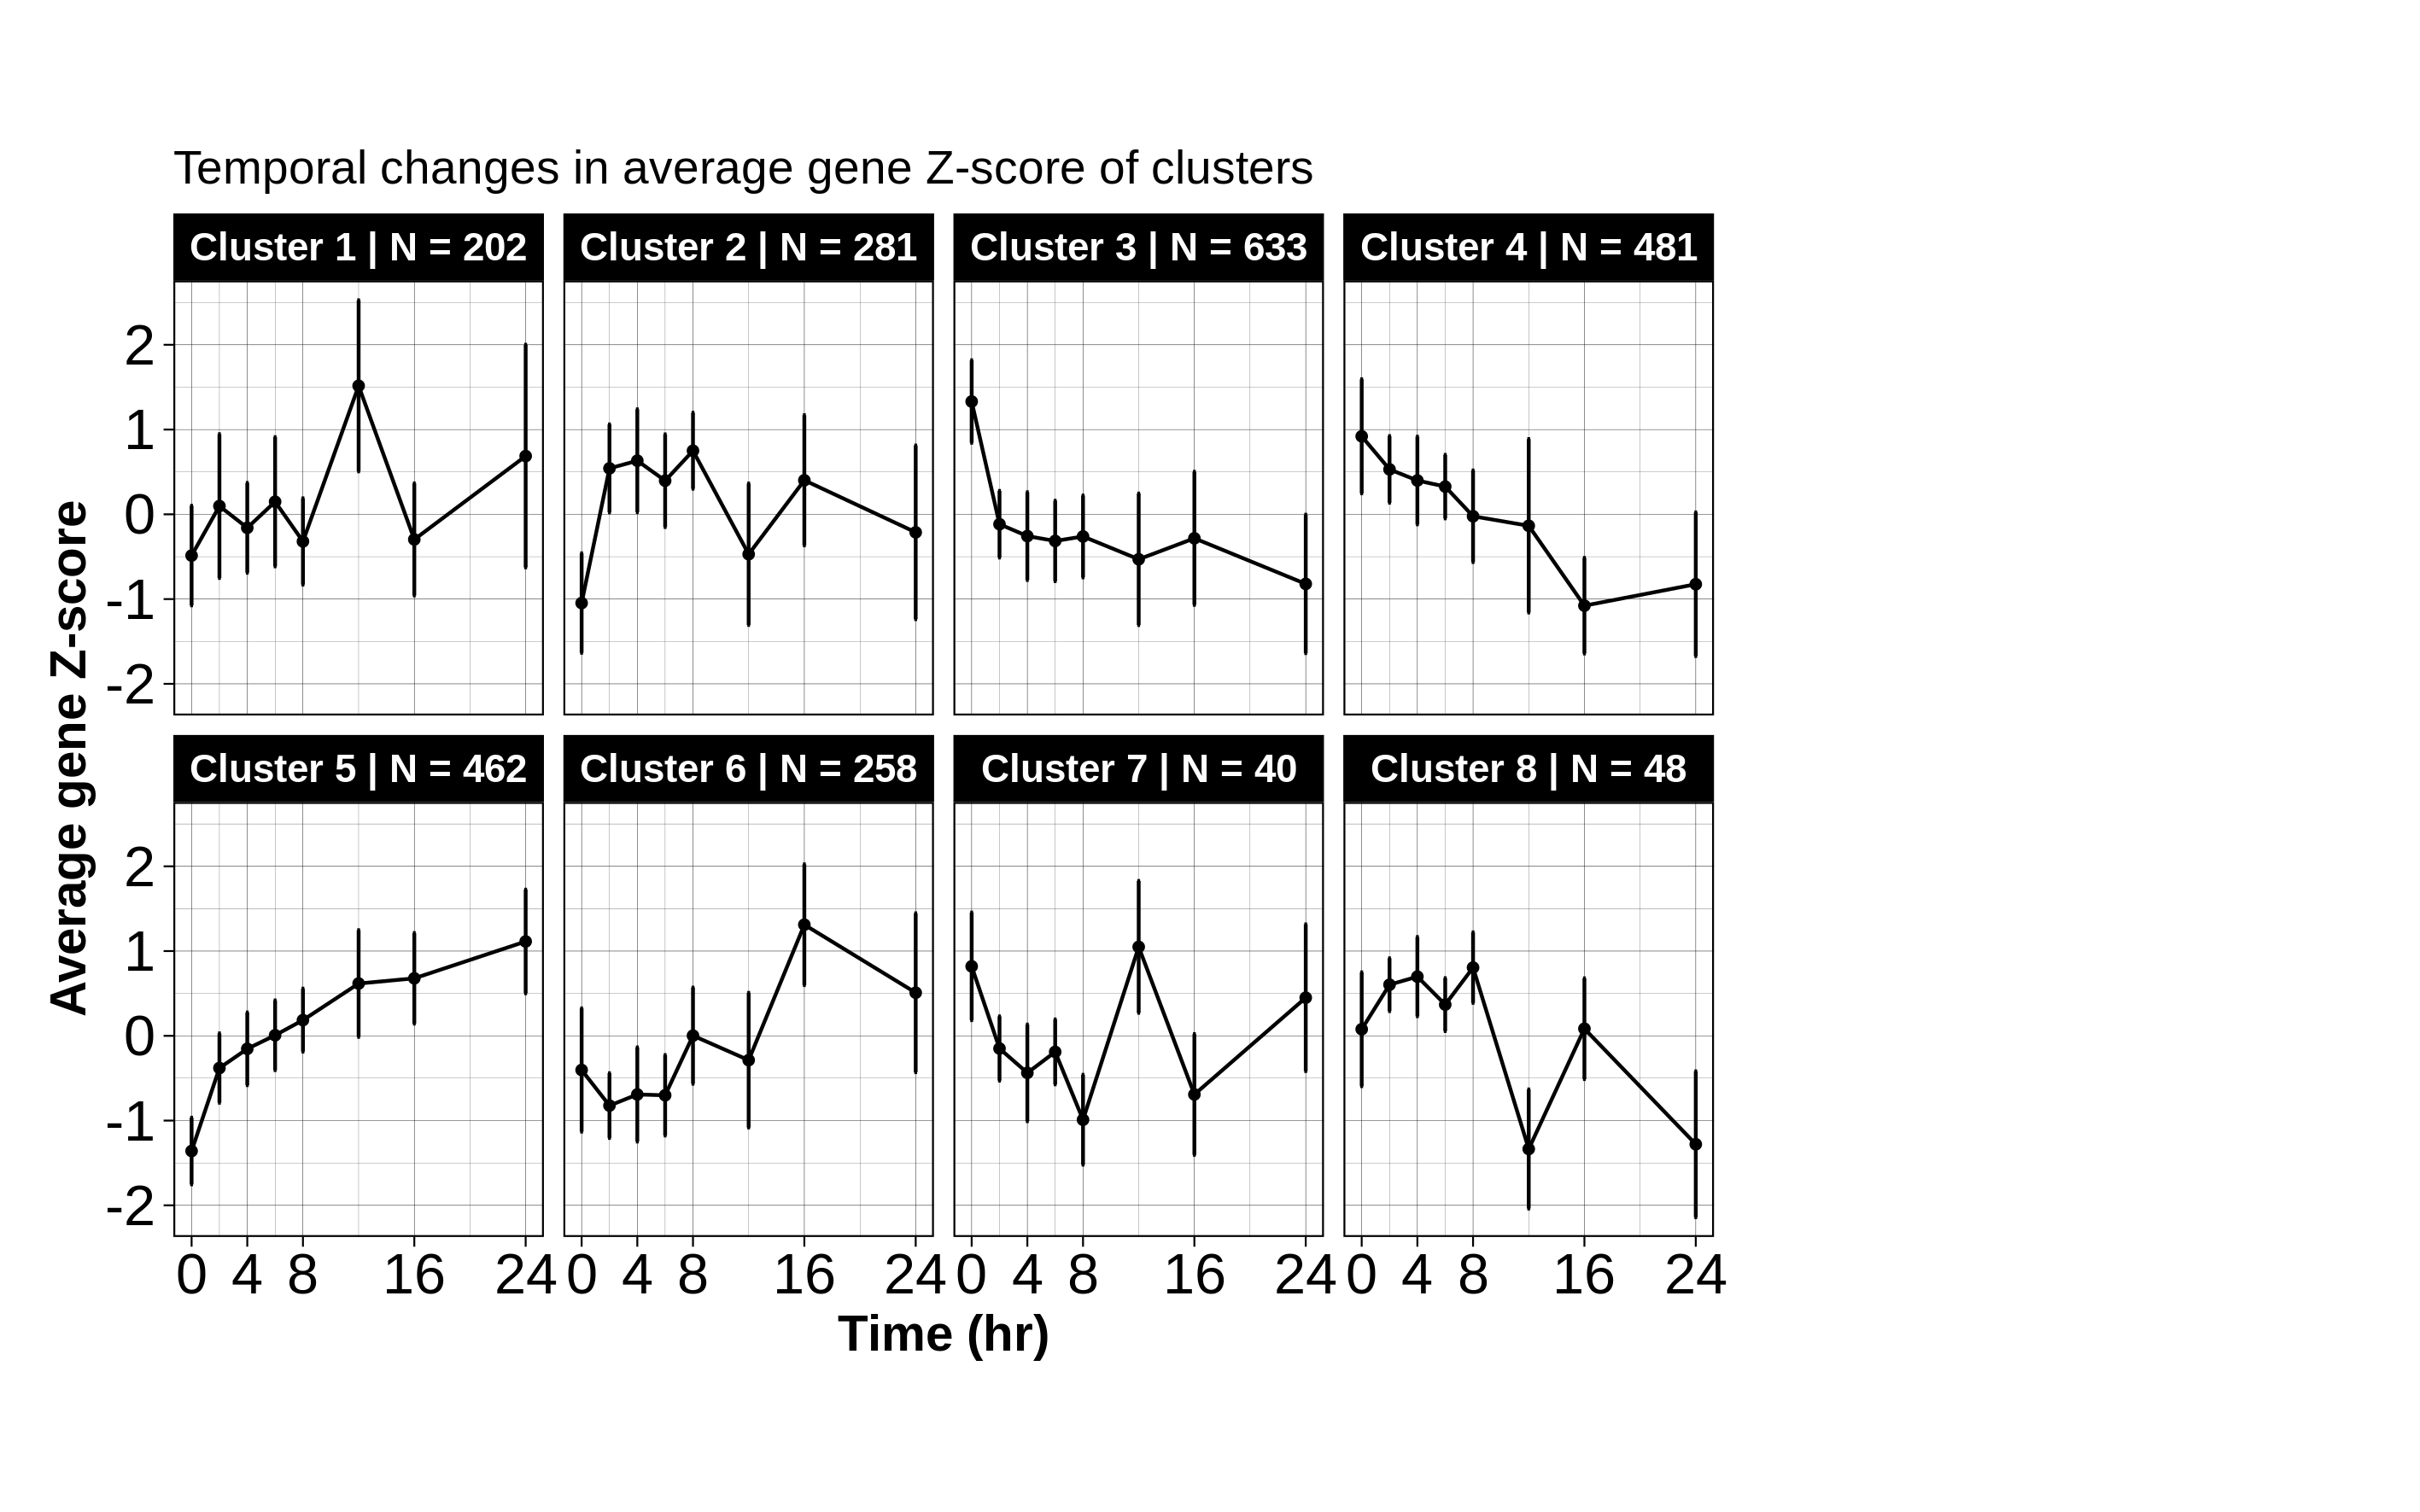 Temporal changes in average gene Z-score of clusters
Cluster 1 | N = 202
Cluster 2 | N = 281
Cluster 3 | N = 633
Cluster 4 | N = 481
2
1
0
-1
-2
Cluster 5 | N = 462
Cluster 6 | N = 258
Cluster 7 | N = 40
Cluster 8 | N = 48
2
1
0
-1
-2
Average gene Z-score
0 4 8 16 24 0 4 8 16 24 0 4 8 16 24 0 4 8 16 24
Time (hr)